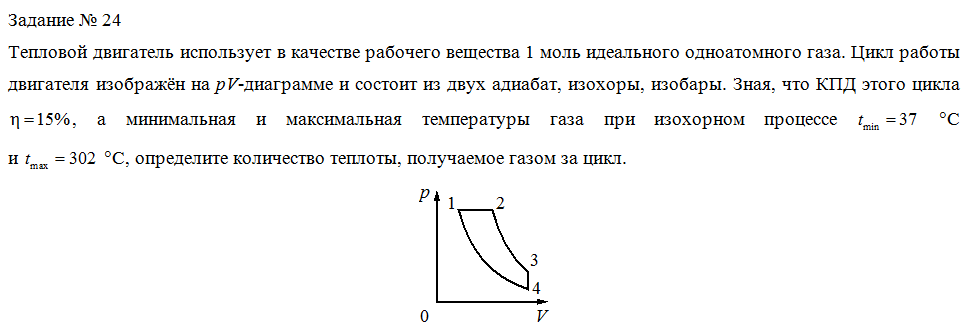 Задание № 24
Тепловой двигатель использует в качестве рабочего вещества 1 моль идеального одноатомного газа. Цикл работы
двигателя изображён на pV-диаграмме и состоит из двух адиабат, изохоры, изобары. Зная, что КПД этого цикла
η = 15%, а минимальная и максимальная температуры газа при изохорном процессе tmin = 37 °C
и tmax = 302 °C, определите количество теплоты, получаемое газом за цикл.
p
1 2
3
4
0 V